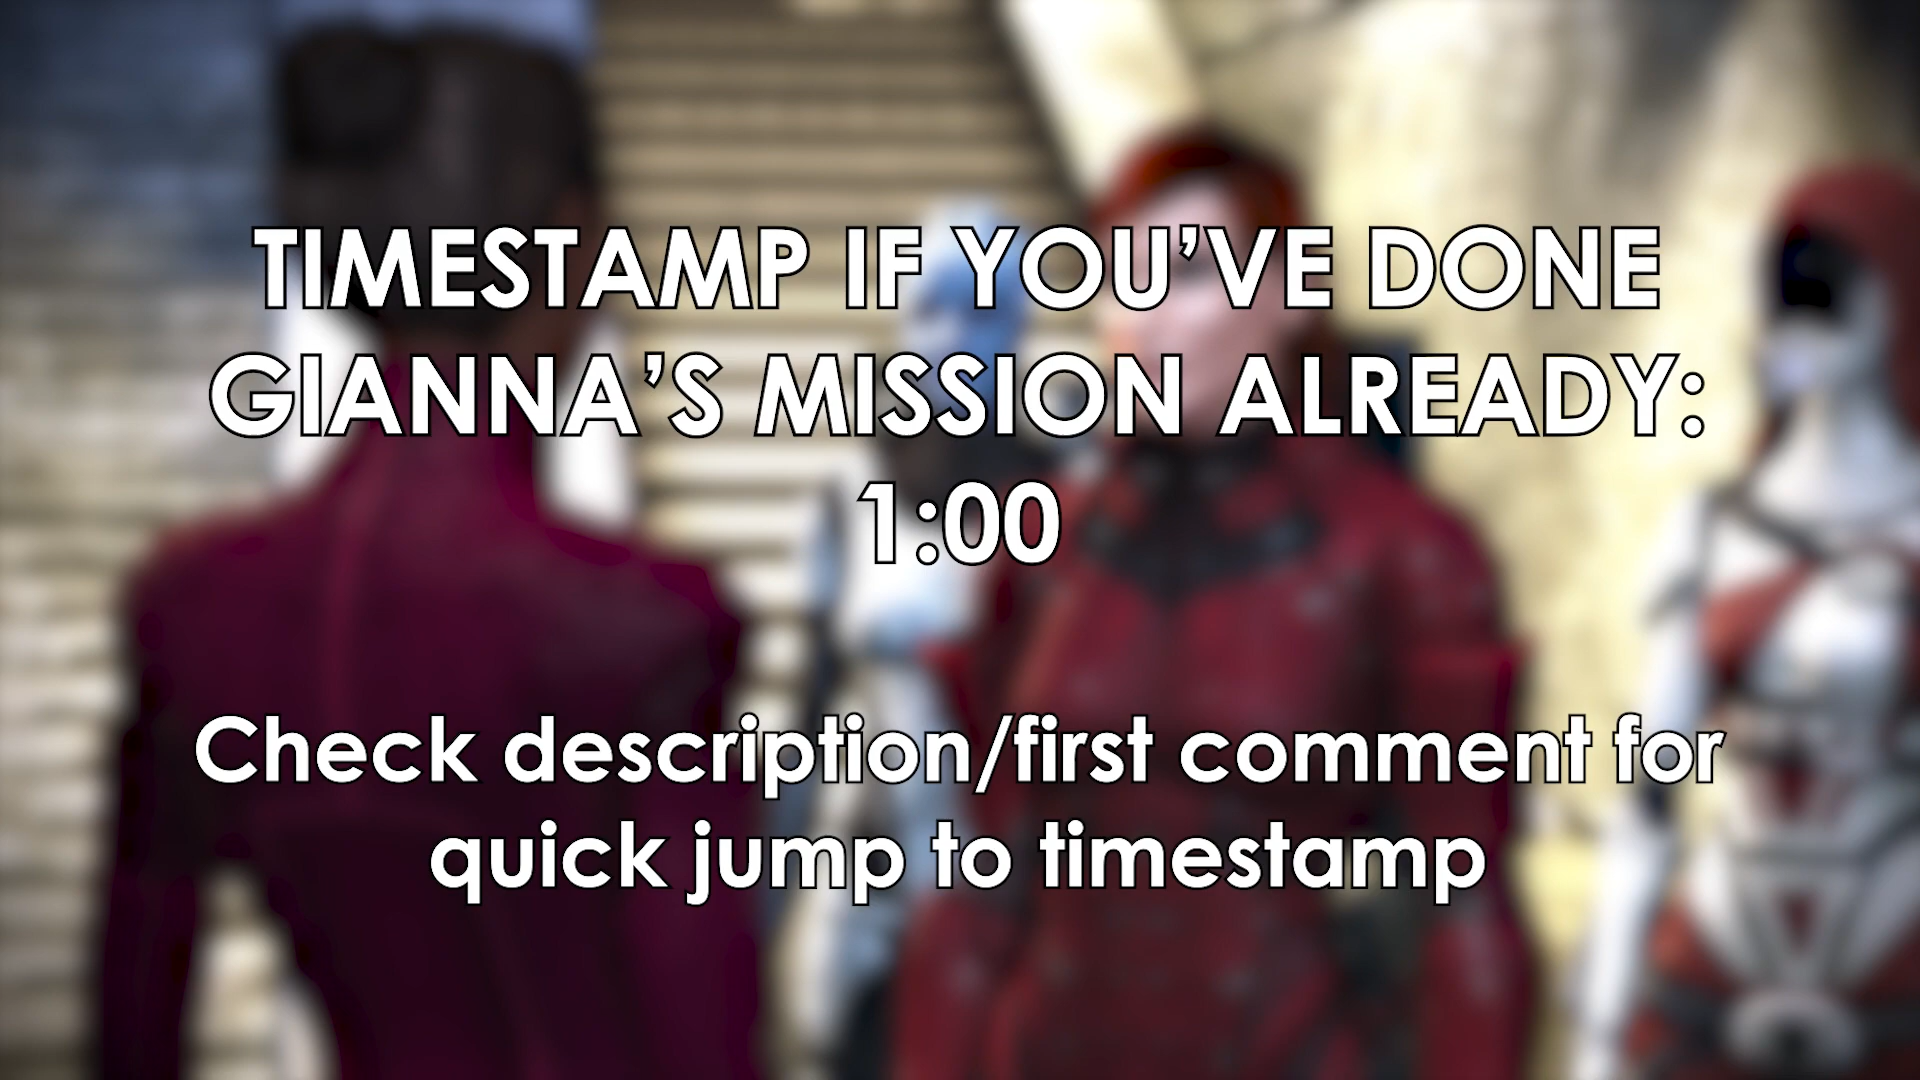 TIMESTAMP IF YOU’VE DONE
GIANNA’S MISSION ALREADY:
1:00
Check description/first comment for
quick jump to timestamp